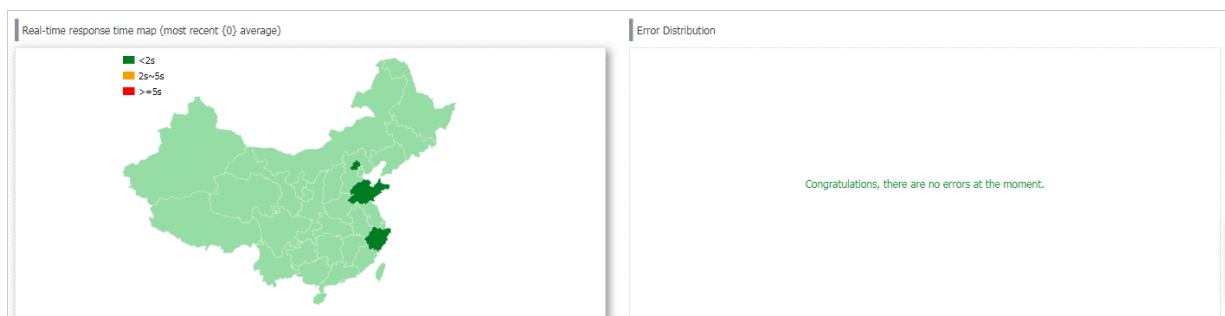 Real-time response time map (most recent {0} average)
<2s
2s~5s
>=5s
Error Distribution
Congratulations, there are no errors at the moment.